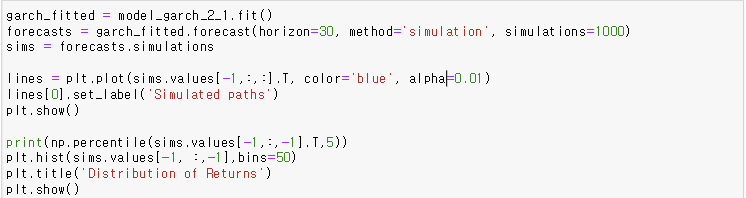 garch_fitted = model_garch_2_1.fit()
forecasts = garch_fitted.forecast(horizon=30, method='simulation', simulations=1000)
sims = forecasts.simulations
lines = plt.plot(sims.values[-1,:,:].T, color='blue', alpha=0.01)
lines[0].set_label('Simulated paths')
plt.show()
print(np.percentile(sims.values[-1,:,-1].T,5))
plt.hist(sims.values[-1, :,-1],bins=50)
plt.title('Distribution of Returns')
plt.show()